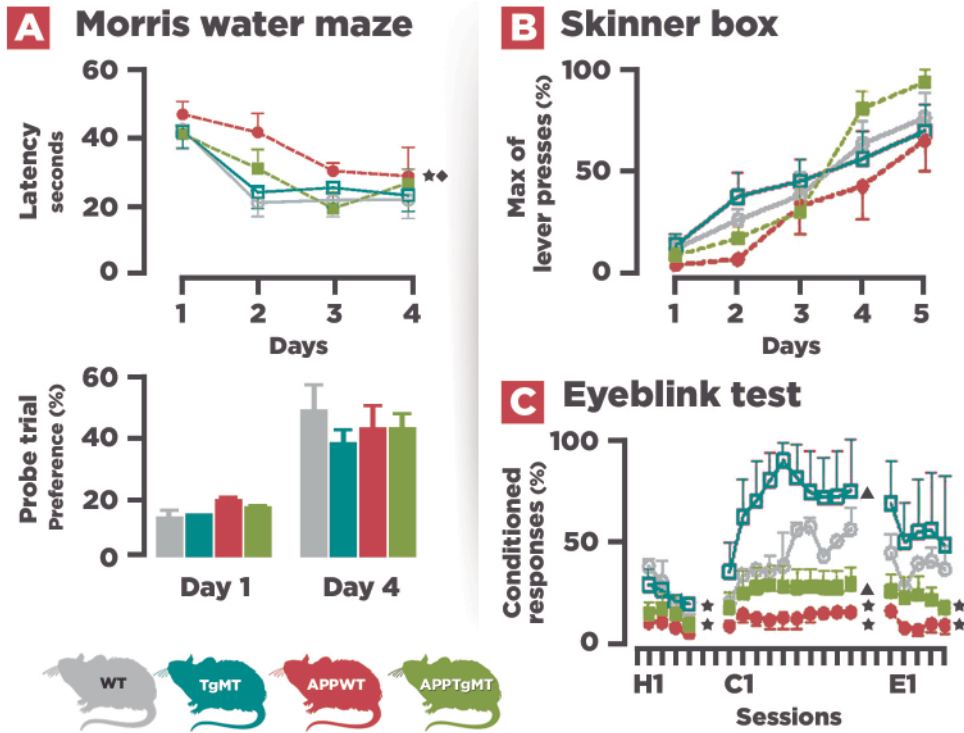 A Morris water maze
60
40
20
0
Latency
seconds
1 2 3 4
Days
60
40
20
0
Probe trial
Preference (%)
Day 1 Day 4
B Skinner box
100
50
0
Max of
lever presses (%)
1 2 3 4 5
Days
C Eyeblink test
100
50
0
Conditioned
responses (%)
H1 C1 E1
Sessions
WT TgMT APPWT APPTgMT